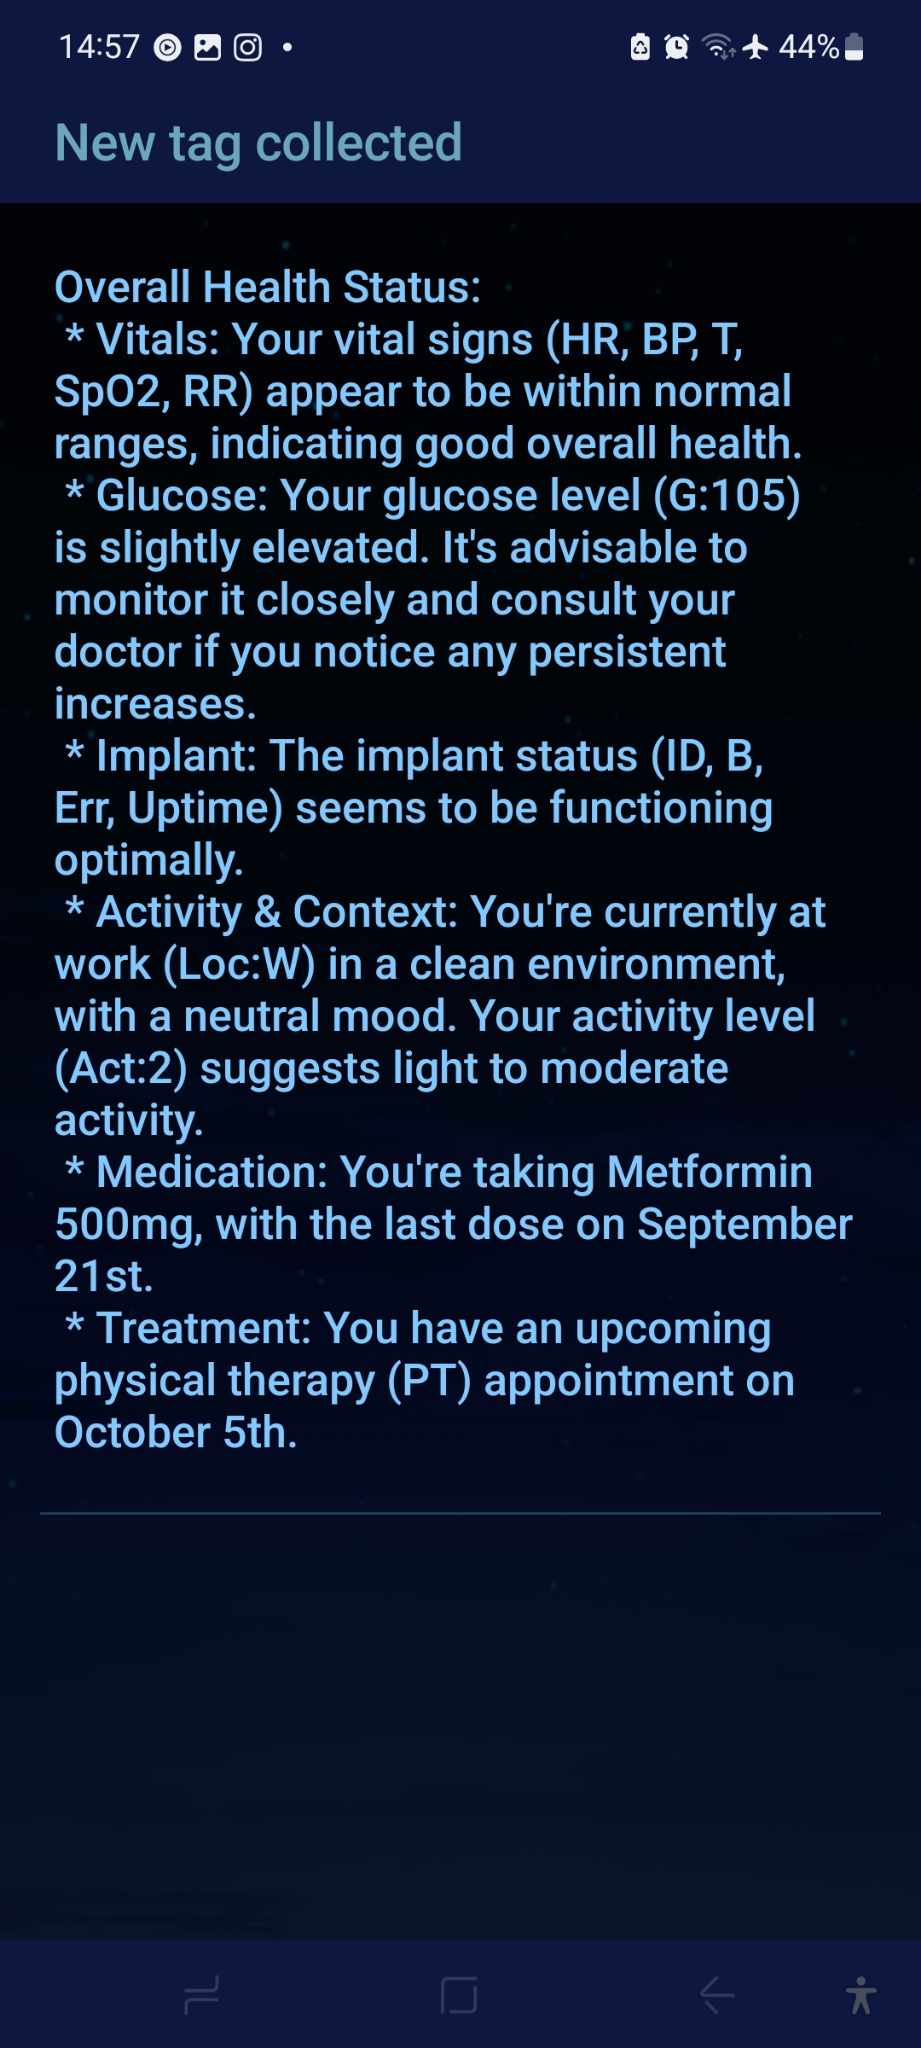 14:57
44%
New tag collected
Overall Health Status:
* Vitals: Your vital signs (HR, BP, T,
SpO2, RR) appear to be within normal
ranges, indicating good overall health.
* Glucose: Your glucose level (G:105)
is slightly elevated. It's advisable to
monitor it closely and consult your
doctor if you notice any persistent
increases.
* Implant: The implant status (ID, B,
Err, Uptime) seems to be functioning
optimally.
* Activity & Context: You're currently at
work (Loc:W) in a clean environment,
with a neutral mood. Your activity level
(Act:2) suggests light to moderate
activity.
* Medication: You're taking Metformin
500mg, with the last dose on September
21st.
* Treatment: You have an upcoming
physical therapy (PT) appointment on
October 5th.